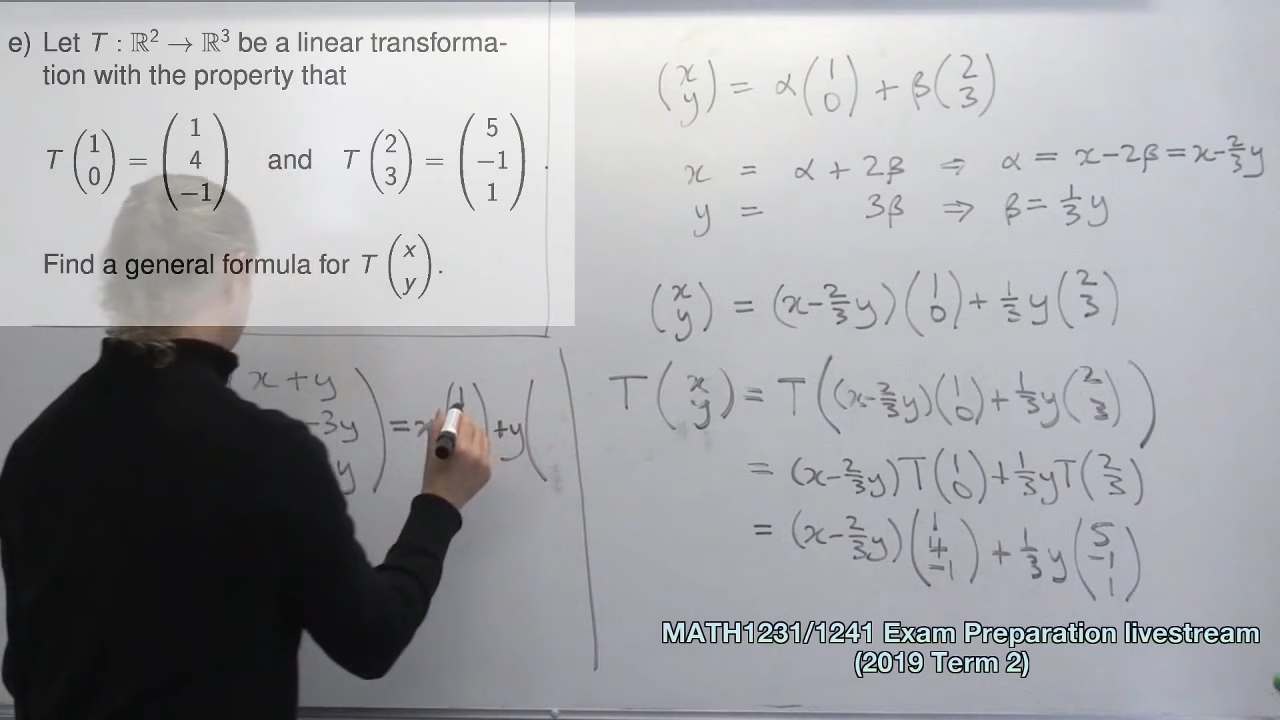 e) Let T : ℝ² → ℝ³ be a linear transforma-
tion with the property that
T(1 0) = (1 4 −1) and T(2 3) = (5 −1 1).
Find a general formula for T(x y).
(x y) = α(1 0) + β(2 3)
x = α + 2β ⇒ α = x − 2β = x − 2/3 y
y = 3β ⇒ β = 1/3 y
(x y) = (x − 2/3 y)(1 0) + 1/3 y(2 3)
T(x y) = T((x − 2/3 y)(1 0) + 1/3 y(2 3))
= (x − 2/3 y)T(1 0) + 1/3 yT(2 3)
= (x − 2/3 y)(1 4 −1) + 1/3 y(5 −1 1)
x + y
−3y ) = x(1 ) + y(
y
MATH1231/1241 Exam Preparation livestream
(2019 Term 2)